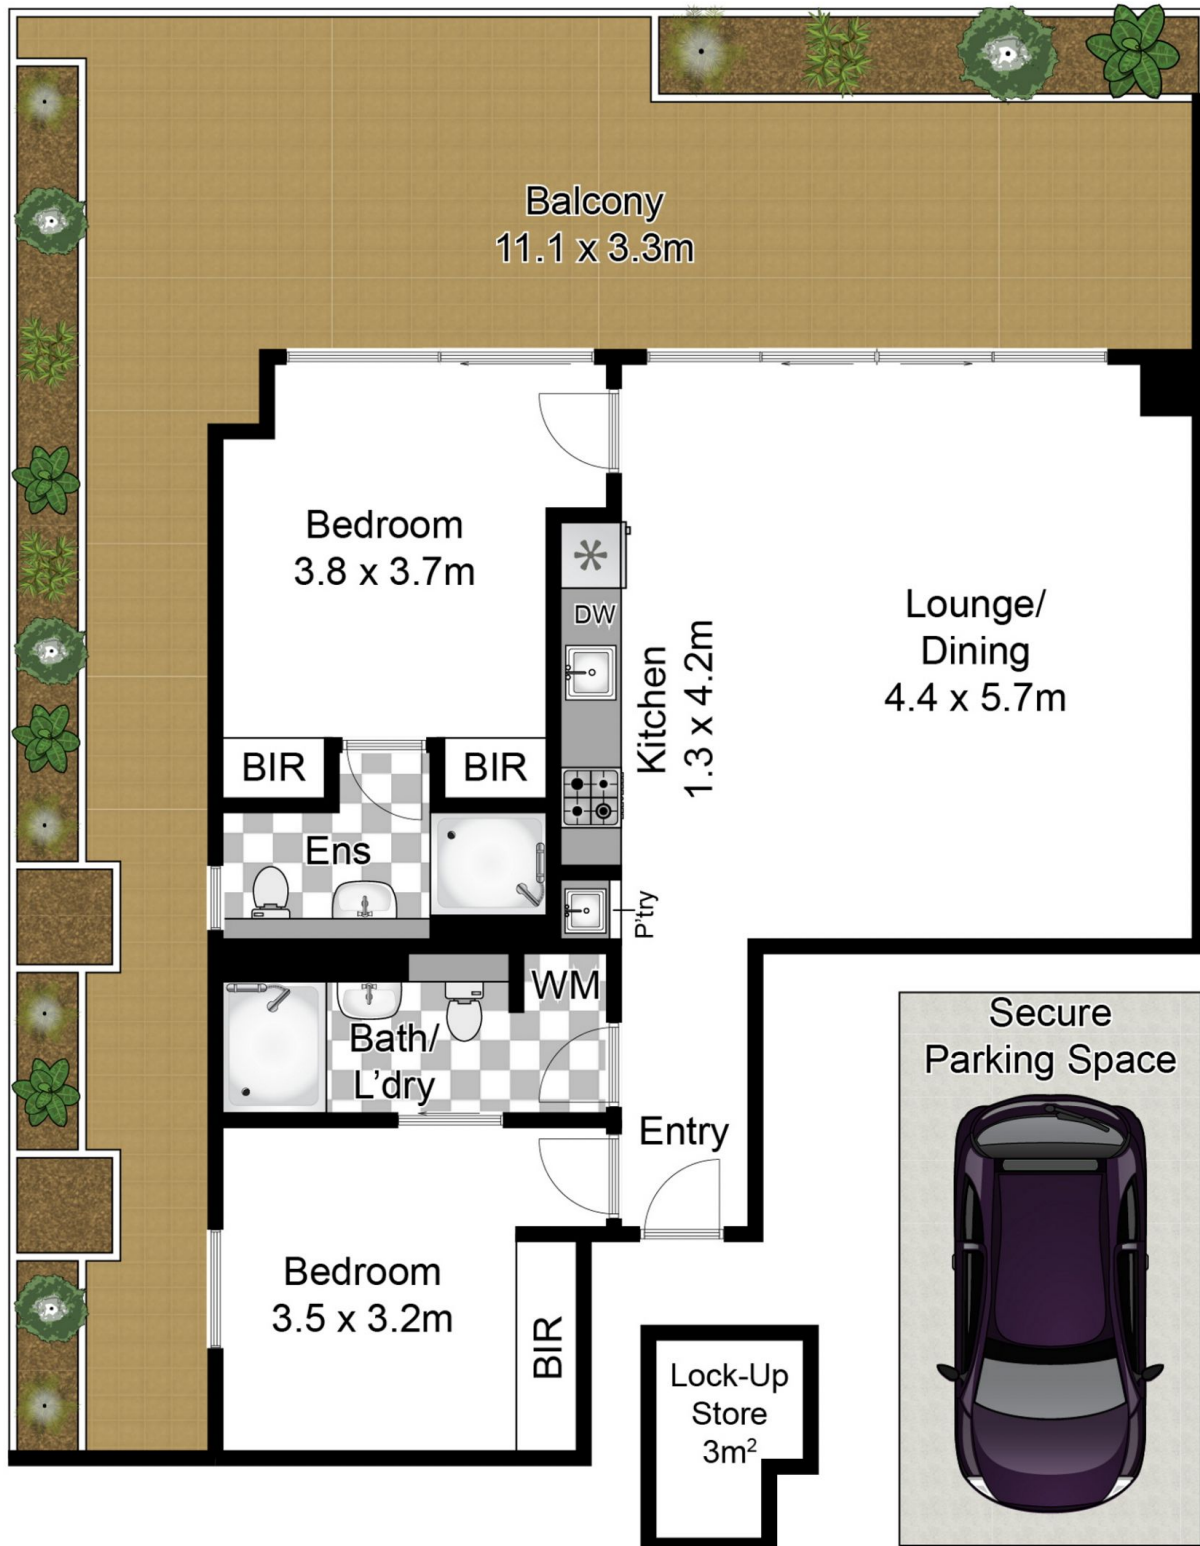 Balcony
11.1 x 3.3m
Bedroom
3.8 x 3.7m
DW
Kitchen
1.3 x 4.2m
Lounge/
Dining
4.4 x 5.7m
BIR
BIR
Ens
P'try
WM
Bath/
L'dry
Entry
Secure
Parking Space
Bedroom
3.5 x 3.2m
BIR
Lock-Up
Store
3m²